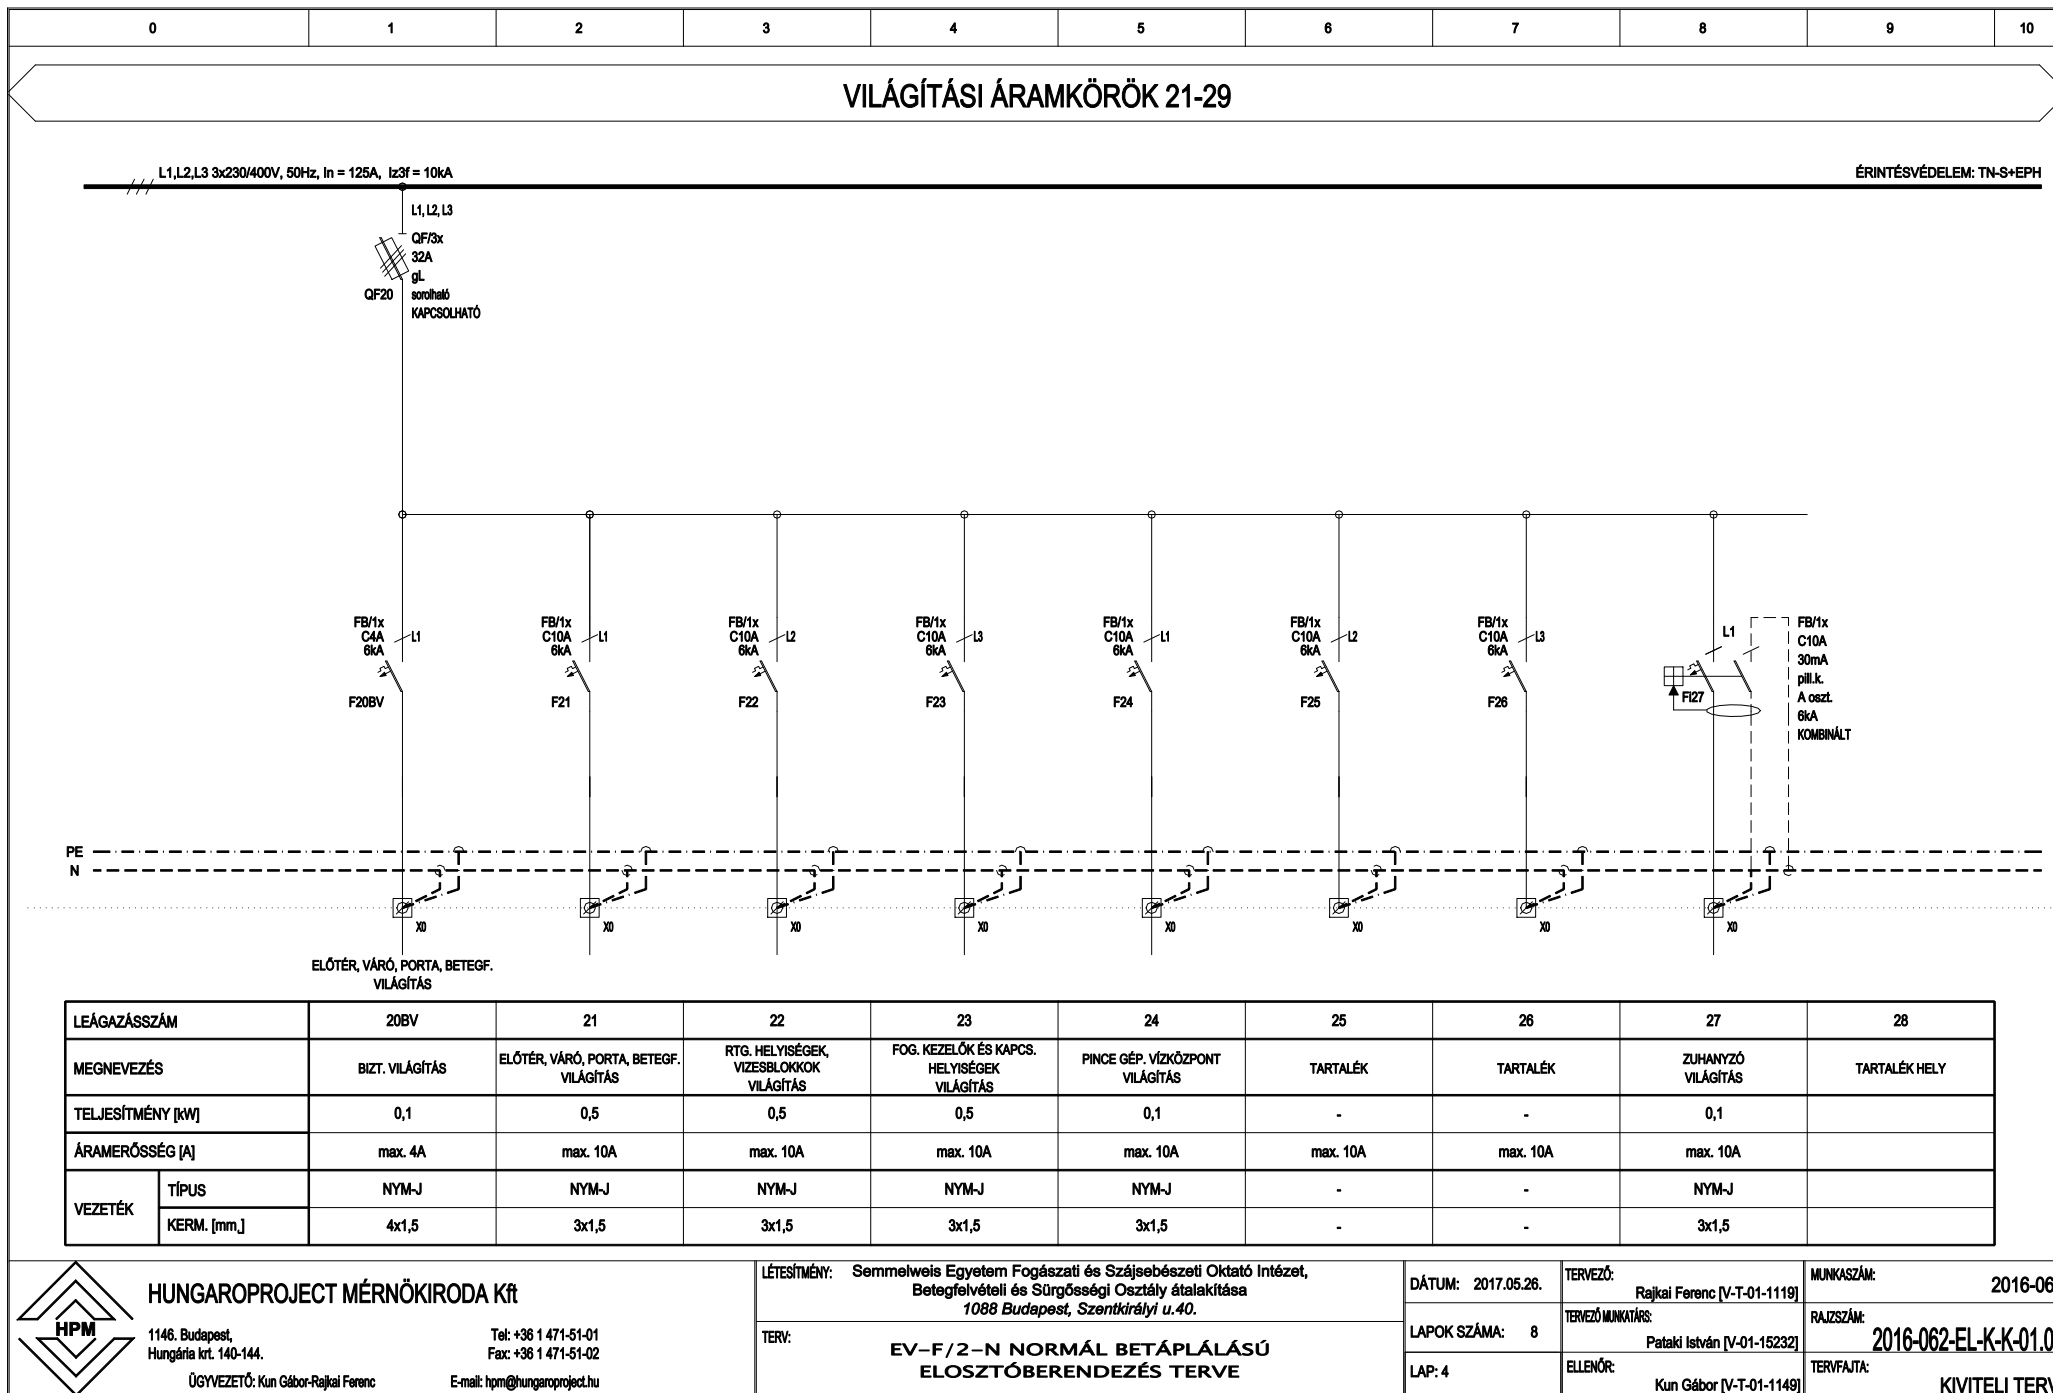 0 1 2 3 4 5 6 7 8 9 10
VILÁGÍTÁSI ÁRAMKÖRÖK 21-29
L1,L2,L3 3x230/400V, 50Hz, In = 125A, Iz3f = 10kA
ÉRINTÉSVÉDELEM: TN-S+EPH
L1, L2, L3
QF/3x
32A
gL
QF20 sorolható
KAPCSOLHATÓ
FB/1x
C4A L1
6kA
F20BV
FB/1x
C10A L1
6kA
F21
FB/1x
C10A L2
6kA
F22
FB/1x
C10A L3
6kA
F23
FB/1x
C10A L1
6kA
F24
FB/1x
C10A L2
6kA
F25
FB/1x
C10A L3
6kA
F26
L1
FI27
FB/1x
C10A
30mA
pill.k.
A oszt.
6kA
KOMBINÁLT
PE
N
X0 X0 X0 X0 X0 X0 X0 X0
ELŐTÉR, VÁRÓ, PORTA, BETEGF.
VILÁGÍTÁS
LEÁGAZÁSSZÁM 20BV 21 22 23 24 25 26 27 28
MEGNEVEZÉS
BIZT. VILÁGÍTÁS
ELŐTÉR, VÁRÓ, PORTA, BETEGF.
VILÁGÍTÁS
RTG. HELYISÉGEK,
VIZESBLOKKOK
VILÁGÍTÁS
FOG. KEZELŐK ÉS KAPCS.
HELYISÉGEK
VILÁGÍTÁS
PINCE GÉP. VÍZKÖZPONT
VILÁGÍTÁS
TARTALÉK
TARTALÉK
ZUHANYZÓ
VILÁGÍTÁS
TARTALÉK HELY
TELJESÍTMÉNY [kW] 0,1 0,5 0,5 0,5 0,1 - - 0,1
ÁRAMERŐSSÉG [A] max. 4A max. 10A max. 10A max. 10A max. 10A max. 10A max. 10A max. 10A
VEZETÉK
TÍPUS NYM-J NYM-J NYM-J NYM-J NYM-J - - NYM-J
KERM. [mm,] 4x1,5 3x1,5 3x1,5 3x1,5 3x1,5 - - 3x1,5
HPM
HUNGAROPROJECT MÉRNÖKIRODA Kft
1146. Budapest, Tel: +36 1 471-51-01
Hungária krt. 140-144. Fax: +36 1 471-51-02
ÜGYVEZETŐ: Kun Gábor-Rajkai Ferenc E-mail: hpm@hungaroproject.hu
LÉTESÍTMÉNY: Semmelweis Egyetem Fogászati és Szájsebészeti Oktató Intézet,
Betegfelvételi és Sürgősségi Osztály átalakítása
1088 Budapest, Szentkirályi u.40.
TERV: EV-F/2-N NORMÁL BETÁPLÁLÁSÚ
ELOSZTÓBERENDEZÉS TERVE
DÁTUM: 2017.05.26.
LAPOK SZÁMA: 8
LAP: 4
TERVEZŐ:
Rajkai Ferenc [V-T-01-1119]
TERVEZŐ MUNKATÁRS:
Pataki István [V-01-15232]
ELLENŐR:
Kun Gábor [V-T-01-1149]
MUNKASZÁM:
2016-06
RAJZSZÁM:
2016-062-EL-K-K-01.0
TERVFAJTA:
KIVITELI TERV